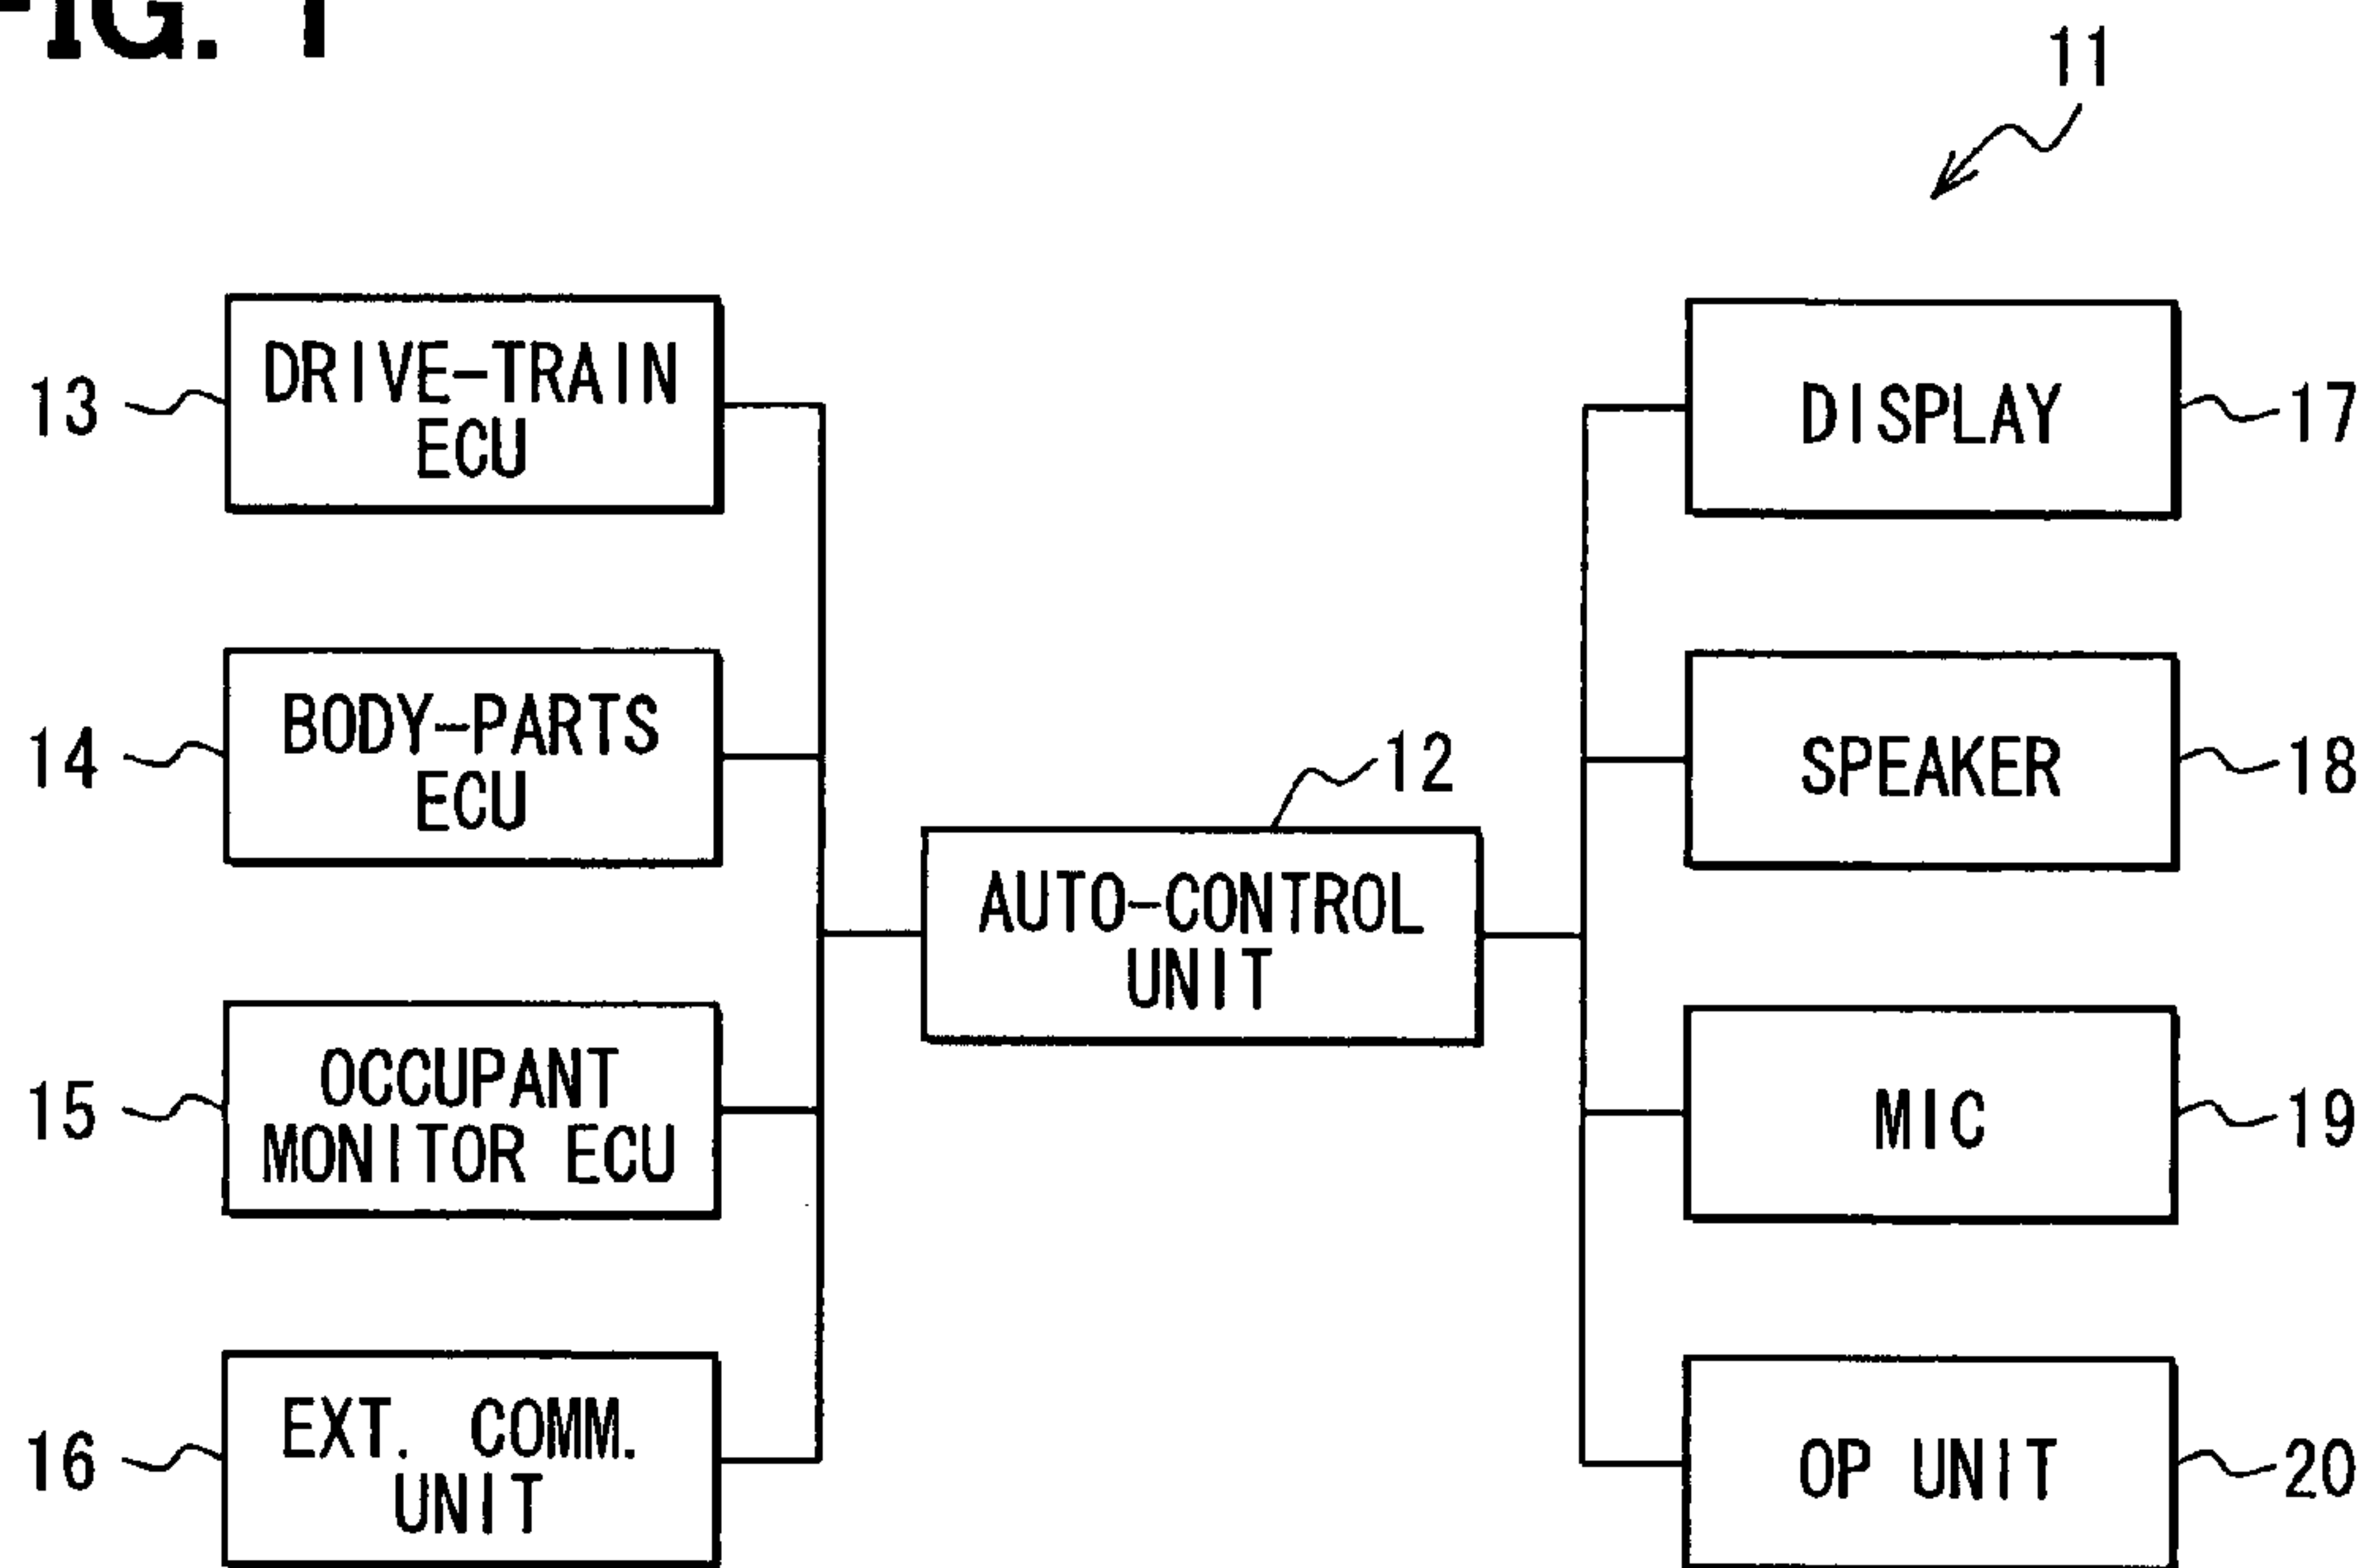 FIG. 1
11
13
DRIVE-TRAIN
ECU
DISPLAY
17
14
BODY-PARTS
ECU
12
AUTO-CONTROL
UNIT
SPEAKER
18
15
OCCUPANT
MONITOR ECU
MIC
19
16
EXT. COMM.
UNIT
OP UNIT
20